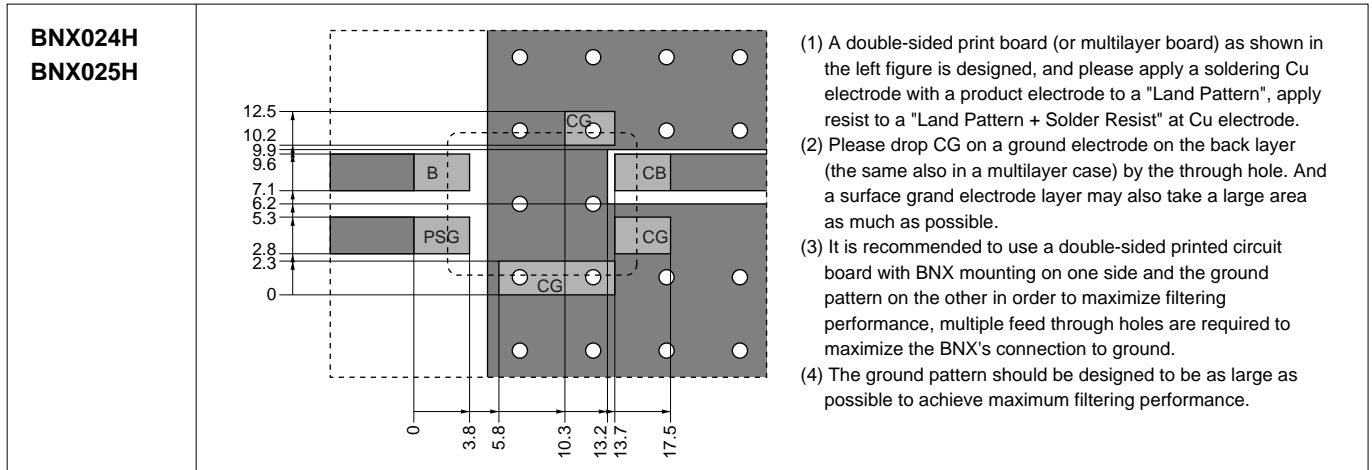 BNX024H
BNX025H
12.5
10.2
9.9
9.6
7.1
6.2
5.3
2.8
2.3
0
CG
B
CB
PSG
CG
CG
0
3.8
5.8
10.3
13.2
13.7
17.5
(1) A double-sided print board (or multilayer board) as shown in
the left figure is designed, and please apply a soldering Cu
electrode with a product electrode to a "Land Pattern", apply
resist to a "Land Pattern + Solder Resist" at Cu electrode.
(2) Please drop CG on a ground electrode on the back layer
(the same also in a multilayer case) by the through hole. And
a surface grand electrode layer may also take a large area
as much as possible.
(3) It is recommended to use a double-sided printed circuit
board with BNX mounting on one side and the ground
pattern on the other in order to maximize filtering
performance, multiple feed through holes are required to
maximize the BNX's connection to ground.
(4) The ground pattern should be designed to be as large as
possible to achieve maximum filtering performance.